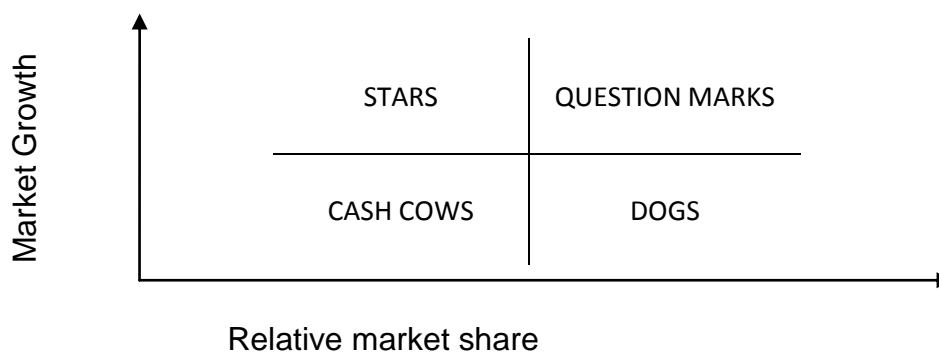 Market Growth
STARS
QUESTION MARKS
CASH COWS
DOGS
Relative market share